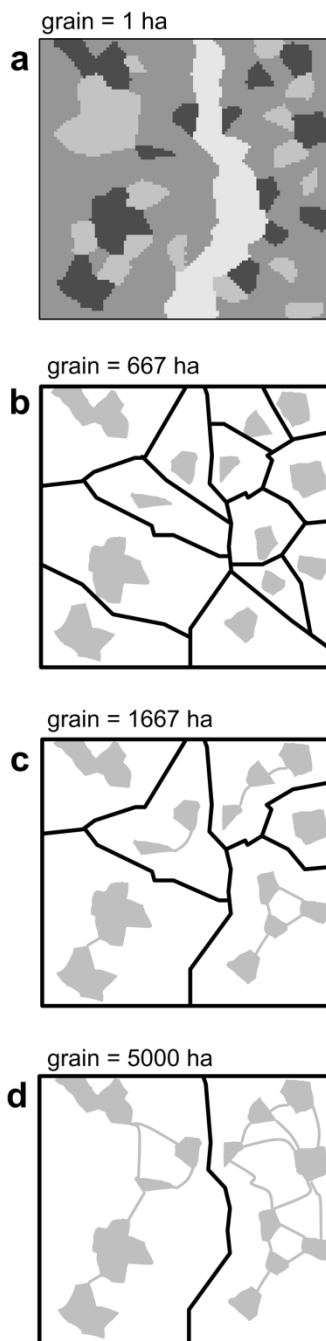 grain = 1 ha
a
grain = 667 ha
b
grain = 1667 ha
c
grain = 5000 ha
d